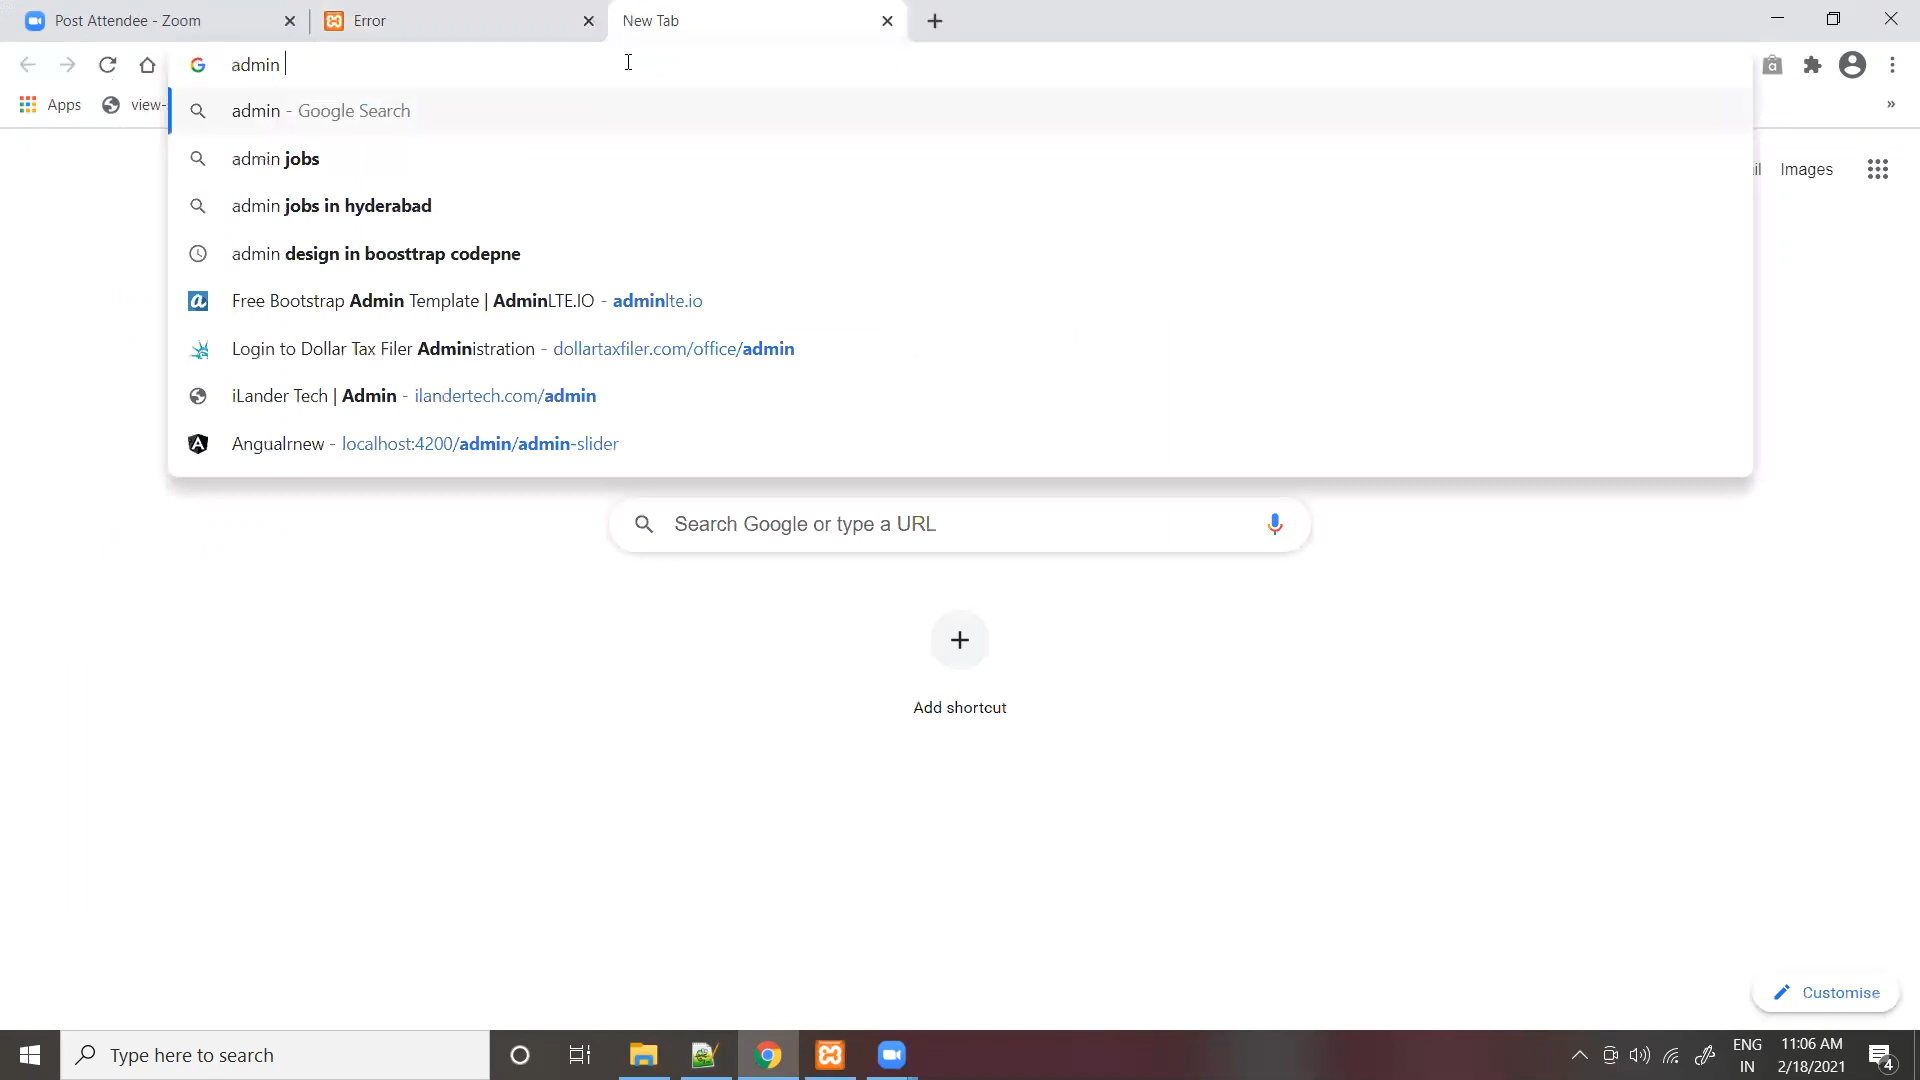 Post Attendee - Zoom
Error
New Tab
admin
Apps
view-
admin - Google Search
admin jobs
admin jobs in hyderabad
admin design in boosttrap codepne
Free Bootstrap Admin Template | AdminLTE.IO - adminlte.io
Login to Dollar Tax Filer Administration - dollartaxfiler.com/office/admin
iLander Tech | Admin - ilandertech.com/admin
Angualrnew - localhost:4200/admin/admin-slider
il Images
Search Google or type a URL
Add shortcut
Customise
Type here to search
ENG
IN
11:06 AM
2/18/2021
4